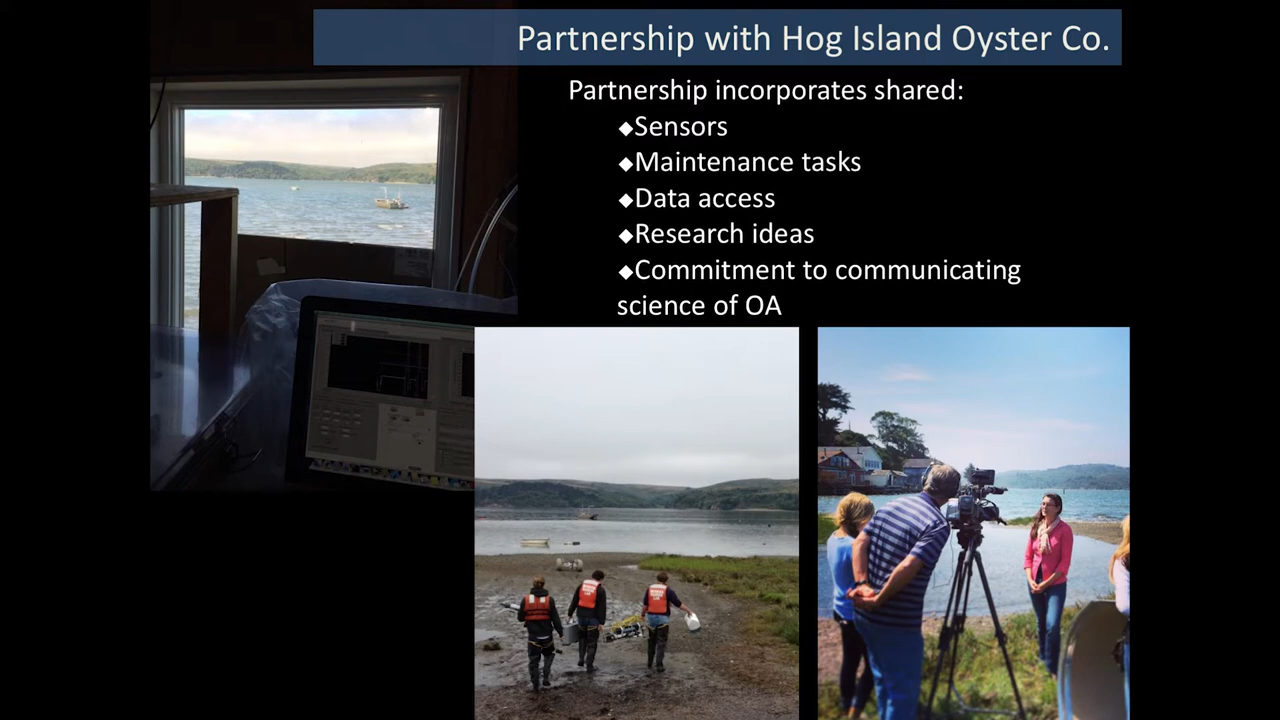 Partnership with Hog Island Oyster Co.
Partnership incorporates shared:
◆Sensors
◆Maintenance tasks
◆Data access
◆Research ideas
◆Commitment to communicating
science of OA